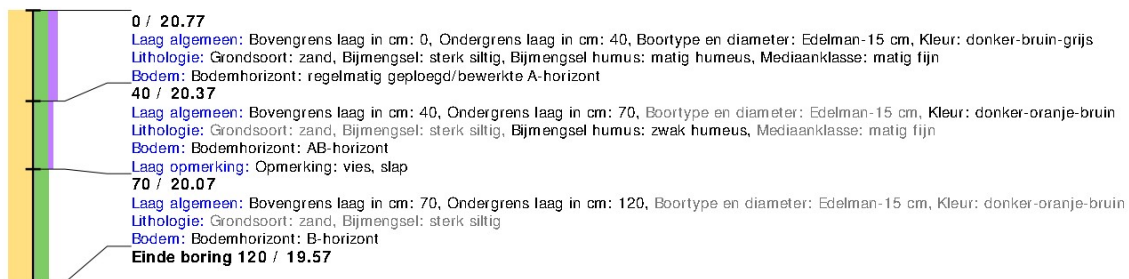 0 / 20.77
Laag algemeen: Bovengrens laag in cm: 0, Ondergrens laag in cm: 40, Boortype en diameter: Edelman-15 cm, Kleur: donker-bruin-grijs
Lithologie: Grondsoort: zand, Bijmengsel: sterk siltig, Bijmengsel humus: matig humeus, Mediaanklasse: matig fijn
Bodem: Bodemhorizont: regelmatig geploegd/bewerkte A-horizont
40 / 20.37
Laag algemeen: Bovengrens laag in cm: 40, Ondergrens laag in cm: 70, Boortype en diameter: Edelman-15 cm, Kleur: donker-oranje-bruin
Lithologie: Grondsoort: zand, Bijmengsel: sterk siltig, Bijmengsel humus: zwak humeus, Mediaanklasse: matig fijn
Bodem: Bodemhorizont: AB-horizont
Laag opmerking: Opmerking: vies, slap
70 / 20.07
Laag algemeen: Bovengrens laag in cm: 70, Ondergrens laag in cm: 120, Boortype en diameter: Edelman-15 cm, Kleur: donker-oranje-bruin
Lithologie: Grondsoort: zand, Bijmengsel: sterk siltig
Bodem: Bodemhorizont: B-horizont
Einde boring 120 / 19.57